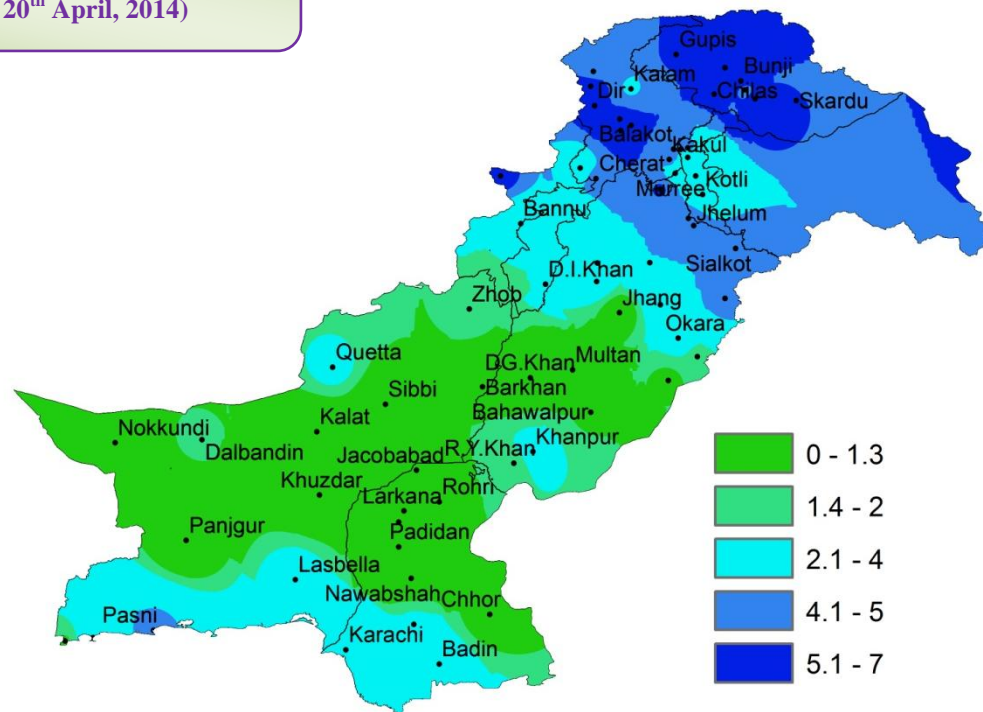 20th April, 2014)
Gupis
Bunji
Kalam
Dir
Chilas
Skardu
Balakot
Kakul
Cherat
Kotli
Murree
Bannu
Jhelum
Sialkot
D.I.Khan
Zhob
Jhang
Okara
Quetta
DG.Khan
Multan
Sibbi
Barkhan
Bahawalpur
Kalat
Nokkundi
Khanpur
Dalbandin
R.Y.Khan
Jacobabad
Khuzdar
Larkana
Rohri
Panjgur
Padidan
Lasbella
Nawabshah
Chhor
Pasni
Karachi
Badin
0 - 1.3
1.4 - 2
2.1 - 4
4.1 - 5
5.1 - 7